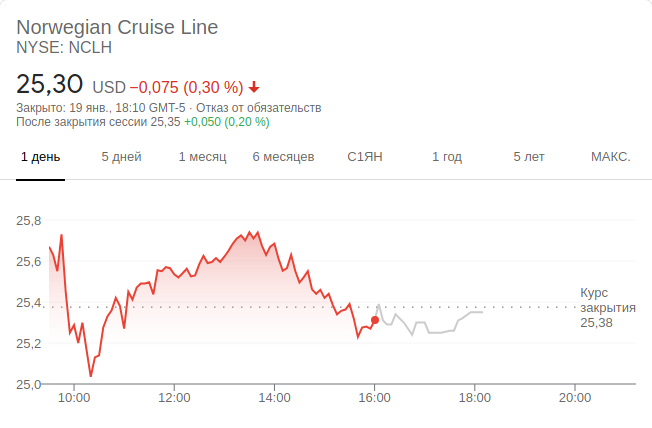 Norwegian Cruise Line
NYSE: NCLH
25,30 USD −0,075 (0,30 %)
Закрыто: 19 янв., 18:10 GMT-5 · Отказ от обязательств
После закрытия сессии 25,35 +0,050 (0,20 %)
1 день 5 дней 1 месяц 6 месяцев С1ЯН 1 год 5 лет МАКС.
25,8
25,6
25,4
25,2
25,0
Курс
закрытия
25,38
10:00 12:00 14:00 16:00 18:00 20:00